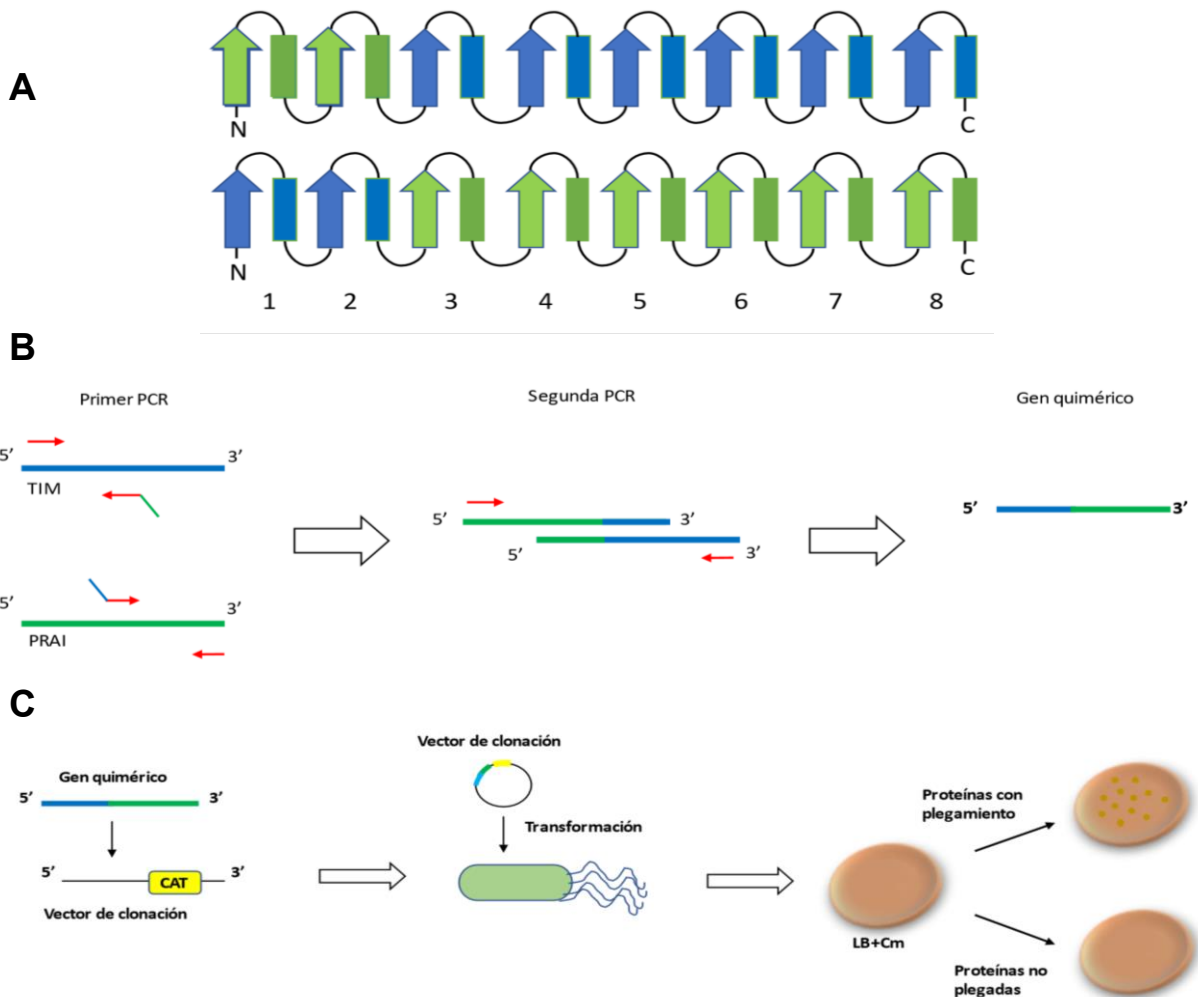 A
N
C
N
C
1 2 3 4 5 6 7 8
B
Primer PCR
Segunda PCR
Gen quimérico
5’ 3’
TIM
5’ 3’
PRAI
5’ 3’
5’ 3’
5’ 3’
C
Gen quimérico
5’ 3’
5’ CAT 3’
Vector de clonación
Vector de clonación
Transformación
LB+Cm
Proteínas con
plegamiento
Proteínas no
plegadas